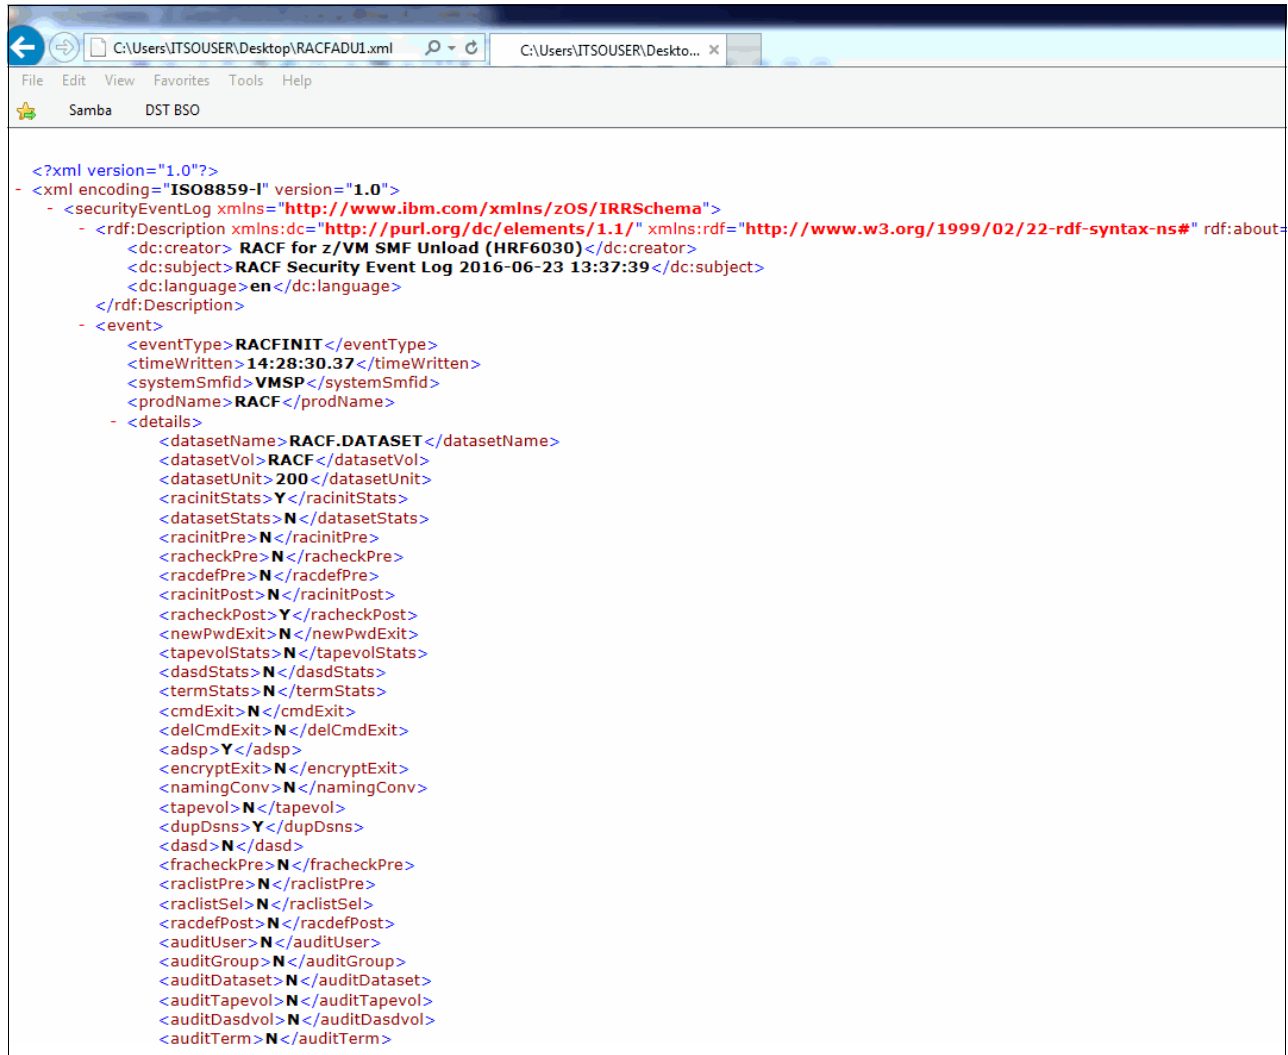 C:\Users\ITSOUSER\Desktop\RACFADU1.xml
C:\Users\ITSOUSER\Deskto...
File Edit View Favorites Tools Help
Samba DST BSO
<?xml version="1.0"?>
- <xml encoding="ISO8859-l" version="1.0">
- <securityEventLog xmlns="http://www.ibm.com/xmlns/zOS/IRRSchema">
- <rdf:Description xmlns:dc="http://purl.org/dc/elements/1.1/" xmlns:rdf="http://www.w3.org/1999/02/22-rdf-syntax-ns#" rdf:about=
<dc:creator> RACF for z/VM SMF Unload (HRF6030)</dc:creator>
<dc:subject>RACF Security Event Log 2016-06-23 13:37:39</dc:subject>
<dc:language>en</dc:language>
</rdf:Description>
- <event>
<eventType>RACFINIT</eventType>
<timeWritten>14:28:30.37</timeWritten>
<systemSmfid>VMSP</systemSmfid>
<prodName>RACF</prodName>
- <details>
<datasetName>RACF.DATASET</datasetName>
<datasetVol>RACF</datasetVol>
<datasetUnit>200</datasetUnit>
<racinitStats>Y</racinitStats>
<datasetStats>N</datasetStats>
<racinitPre>N</racinitPre>
<racheckPre>N</racheckPre>
<racdefPre>N</racdefPre>
<racinitPost>N</racinitPost>
<racheckPost>Y</racheckPost>
<newPwdExit>N</newPwdExit>
<tapevolStats>N</tapevolStats>
<dasdStats>N</dasdStats>
<termStats>N</termStats>
<cmdExit>N</cmdExit>
<delCmdExit>N</delCmdExit>
<adsp>Y</adsp>
<encryptExit>N</encryptExit>
<namingConv>N</namingConv>
<tapevol>N</tapevol>
<dupDsns>Y</dupDsns>
<dasd>N</dasd>
<fracheckPre>N</fracheckPre>
<raclistPre>N</raclistPre>
<raclistSel>N</raclistSel>
<racdefPost>N</racdefPost>
<auditUser>N</auditUser>
<auditGroup>N</auditGroup>
<auditDataset>N</auditDataset>
<auditTapevol>N</auditTapevol>
<auditDasdvol>N</auditDasdvol>
<auditTerm>N</auditTerm>